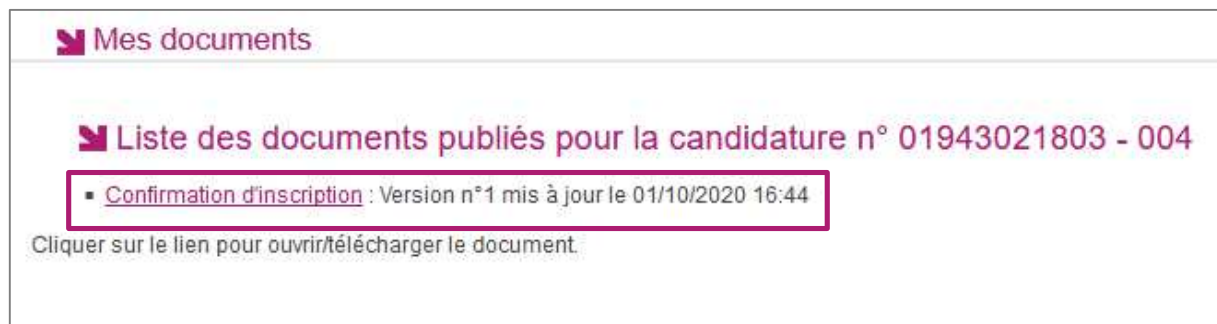 Mes documents
Liste des documents publiés pour la candidature n° 01943021803 - 004
▪ Confirmation d'inscription : Version n°1 mis à jour le 01/10/2020 16:44
Cliquer sur le lien pour ouvrir/télécharger le document.